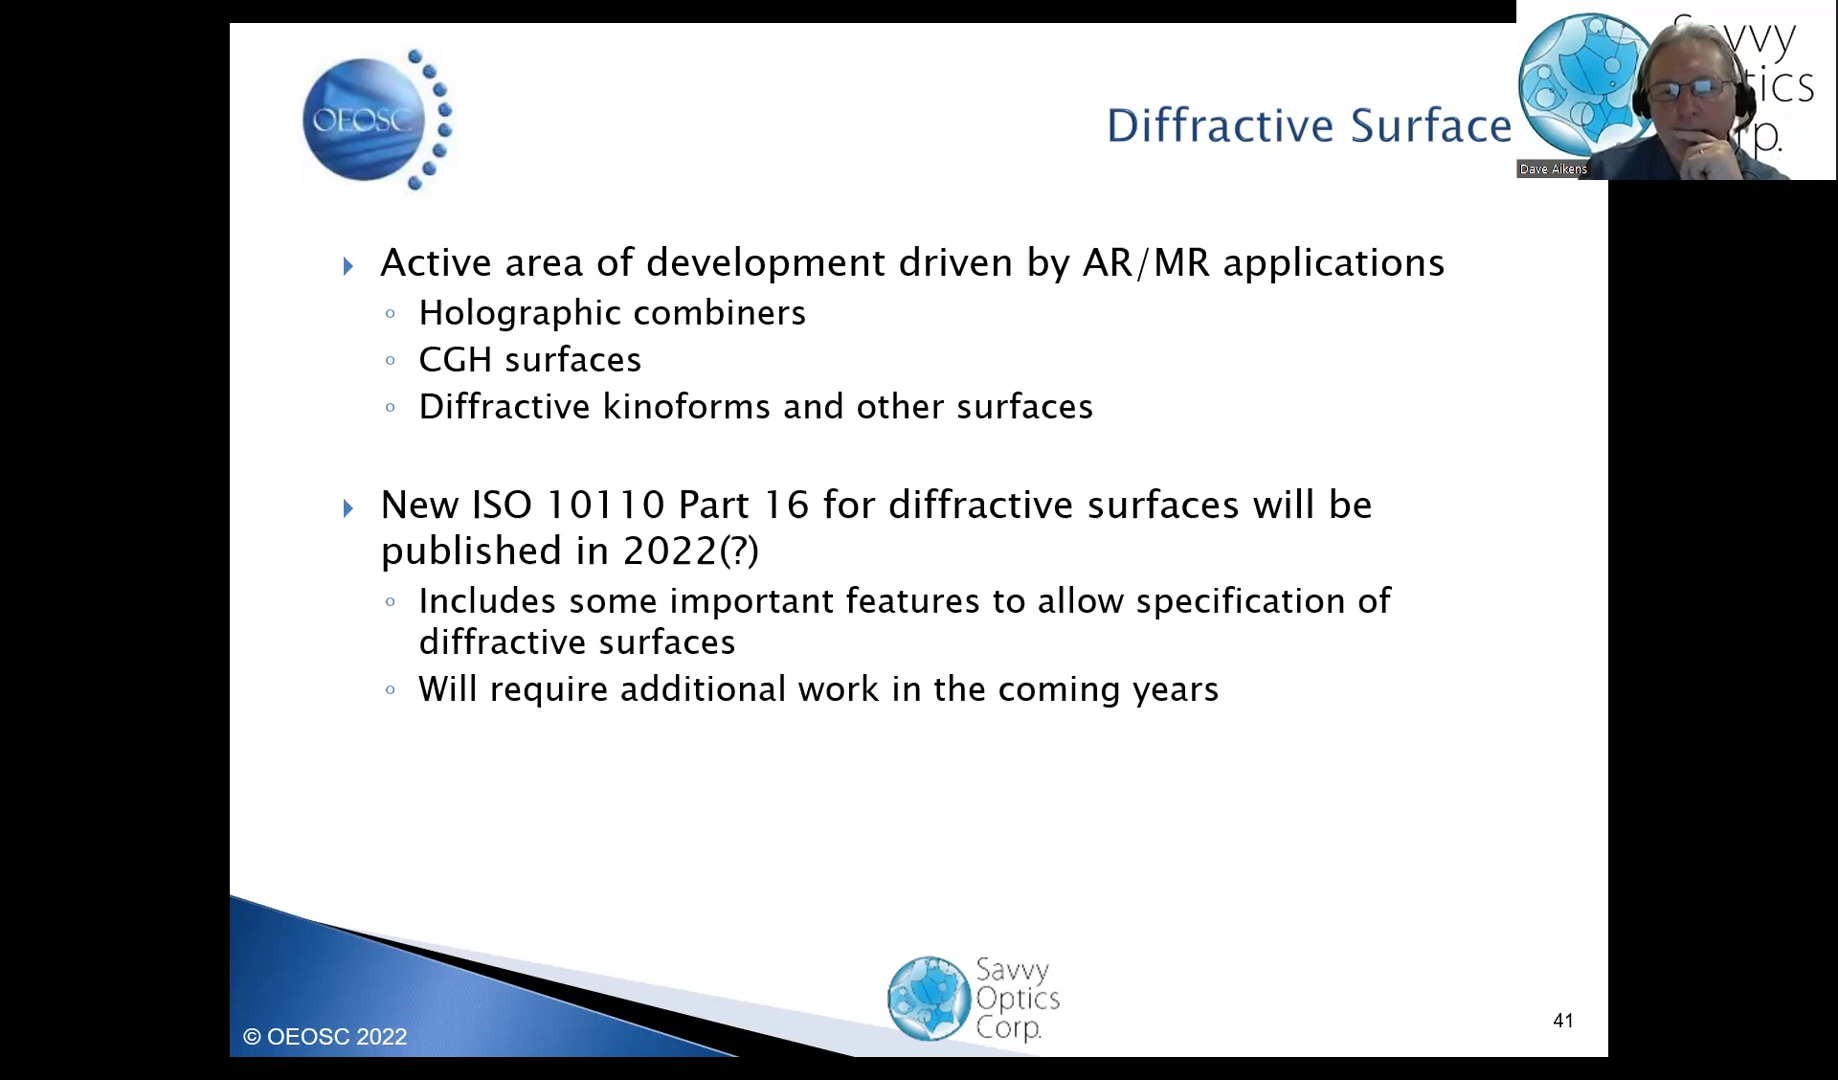 OEOSC
Diffractive Surface
vvy
tics
rp.
Dave Aikens
Active area of development driven by AR/MR applications
Holographic combiners
CGH surfaces
Diffractive kinoforms and other surfaces
New ISO 10110 Part 16 for diffractive surfaces will be
published in 2022(?)
Includes some important features to allow specification of
diffractive surfaces
Will require additional work in the coming years
Savvy
Optics
Corp.
41
© OEOSC 2022